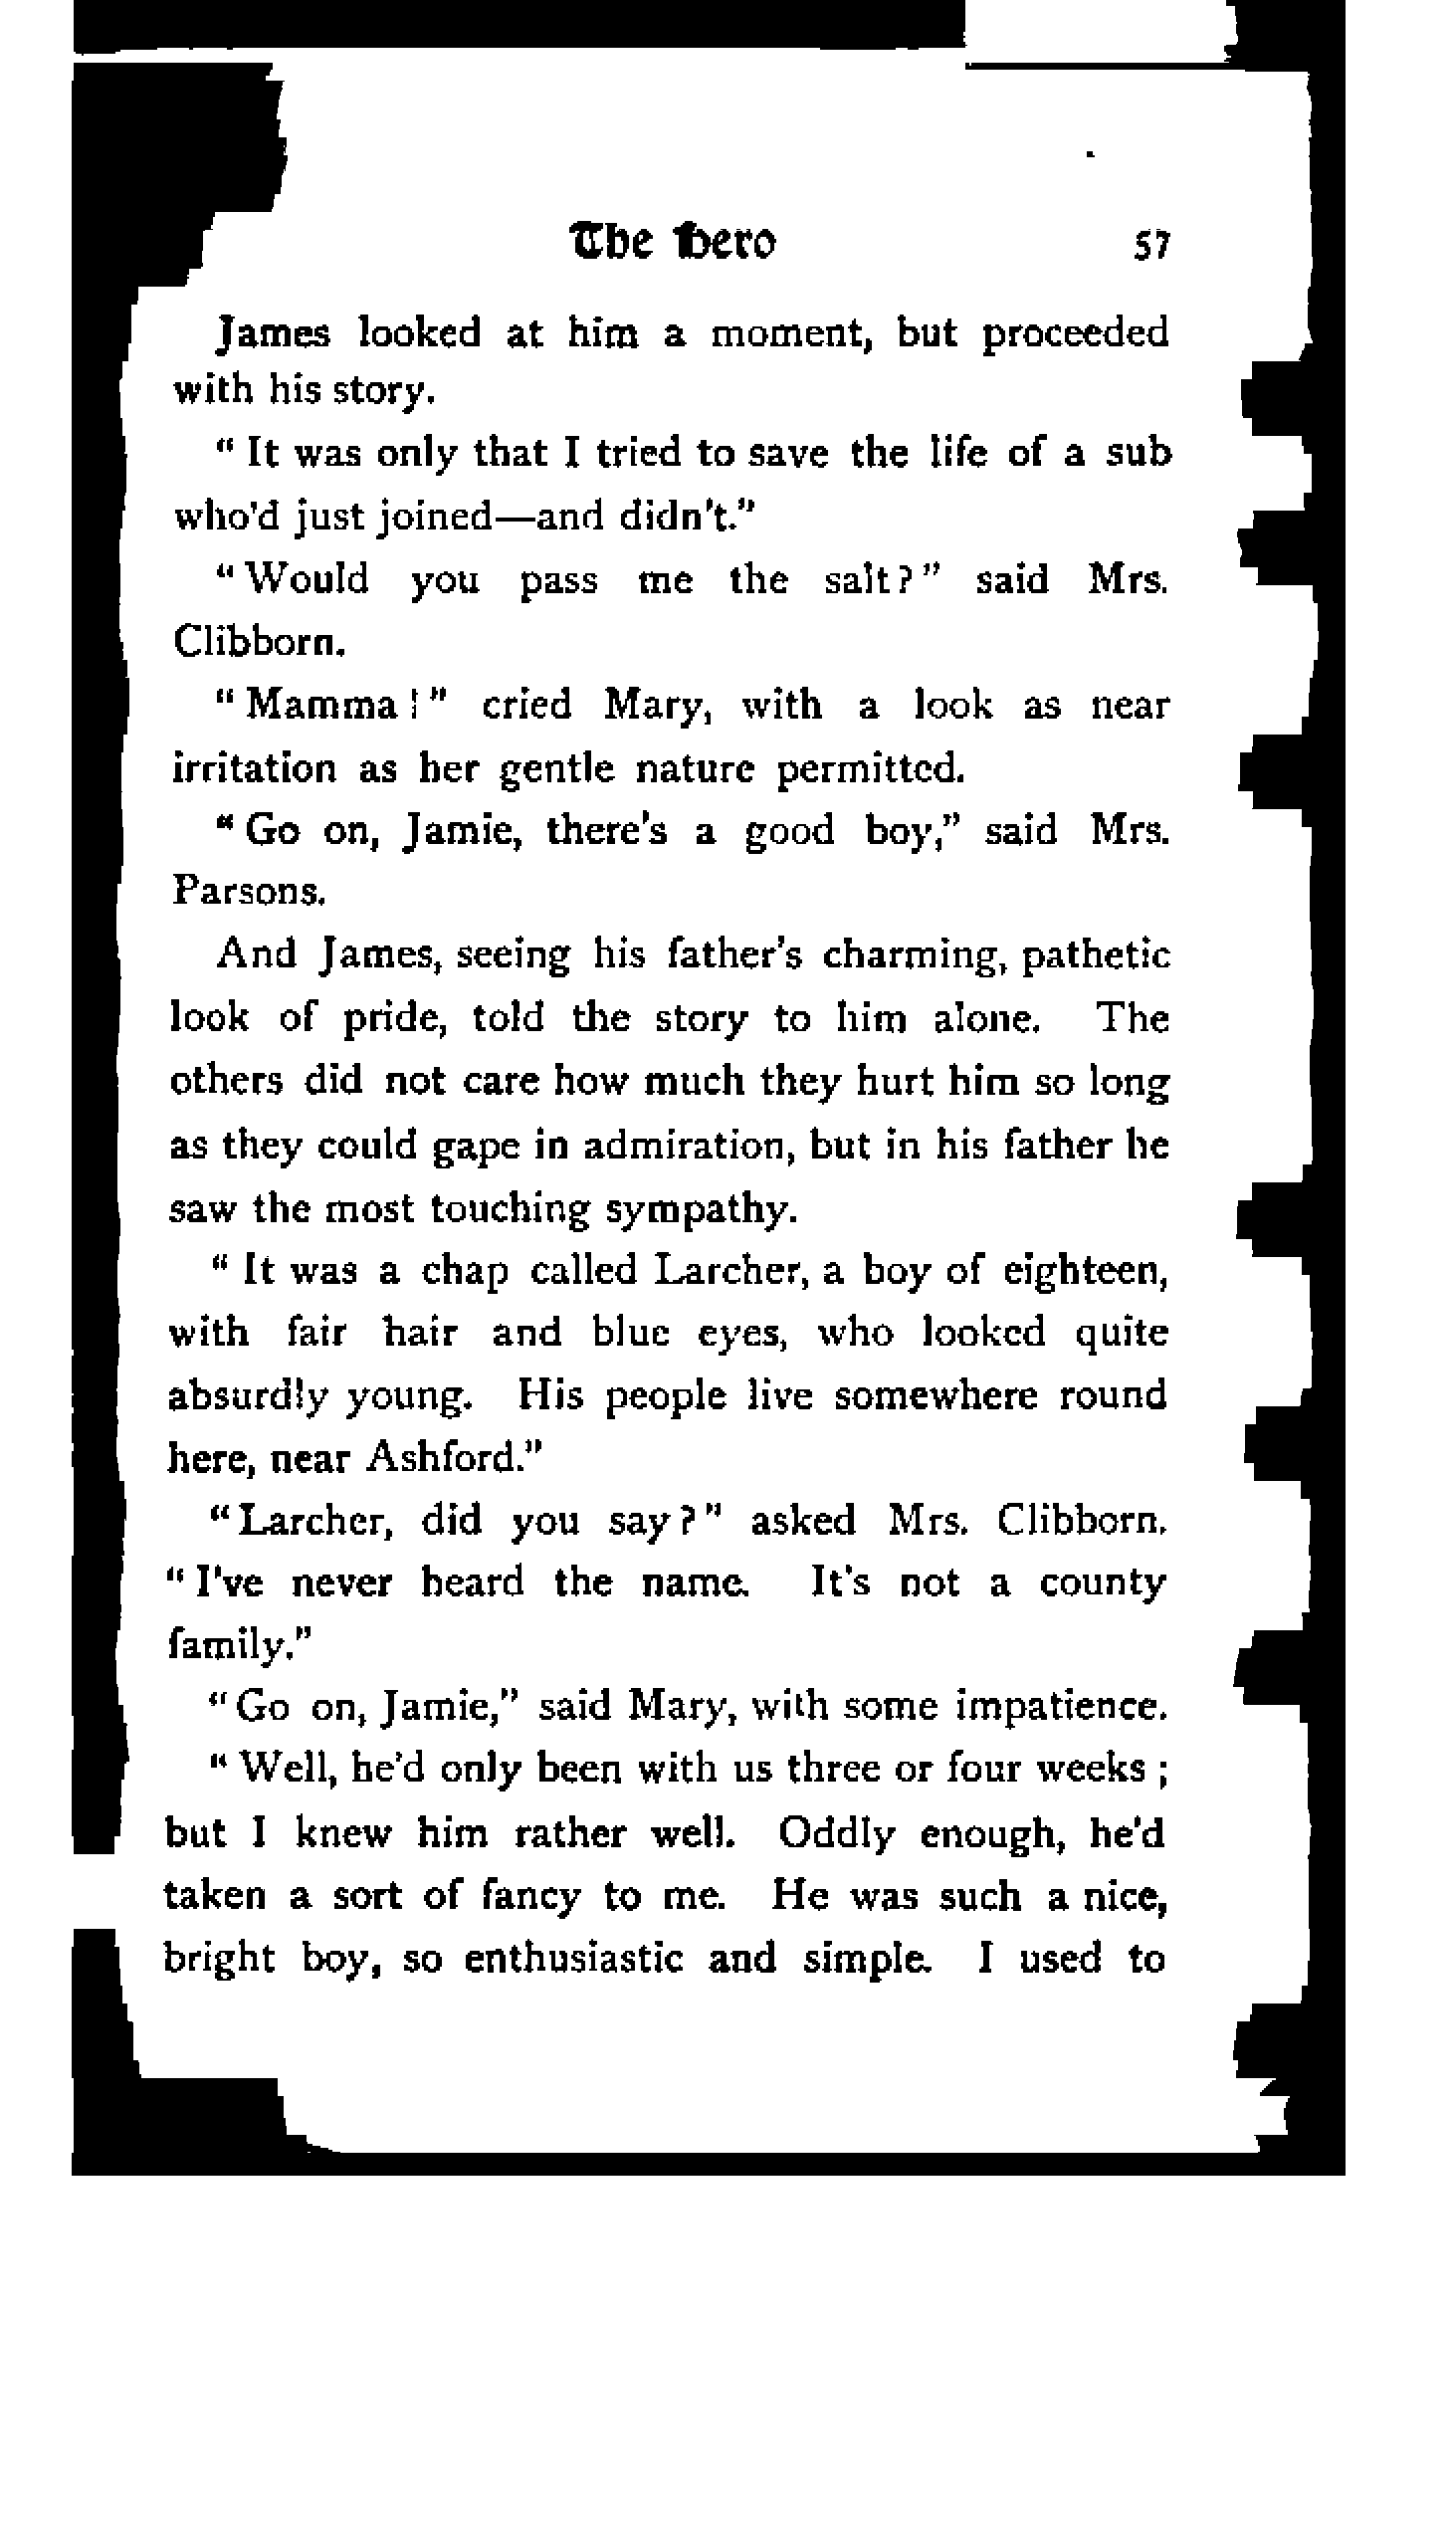 The Hero 57
James looked at him a moment, but proceeded
with his story.
“ It was only that I tried to save the life of a sub
who'd just joined—and didn't.”
“ Would you pass me the salt ? ” said Mrs.
Clibborn.
“ Mamma ! ” cried Mary, with a look as near
irritation as her gentle nature permitted.
“ Go on, Jamie, there's a good boy,” said Mrs.
Parsons.
And James, seeing his father's charming, pathetic
look of pride, told the story to him alone. The
others did not care how much they hurt him so long
as they could gape in admiration, but in his father he
saw the most touching sympathy.
“ It was a chap called Larcher, a boy of eighteen,
with fair hair and blue eyes, who looked quite
absurdly young. His people live somewhere round
here, near Ashford.”
“ Larcher, did you say ? ” asked Mrs. Clibborn.
“ I've never heard the name. It's not a county
family.”
“ Go on, Jamie,” said Mary, with some impatience.
“ Well, he'd only been with us three or four weeks ;
but I knew him rather well. Oddly enough, he'd
taken a sort of fancy to me. He was such a nice,
bright boy, so enthusiastic and simple. I used to